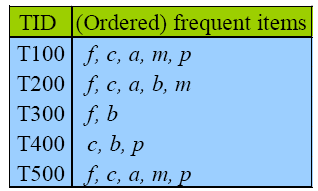 TID (Ordered) frequent items
T100 f, c, a, m, p
T200 f, c, a, b, m
T300 f, b
T400 c, b, p
T500 f, c, a, m, p